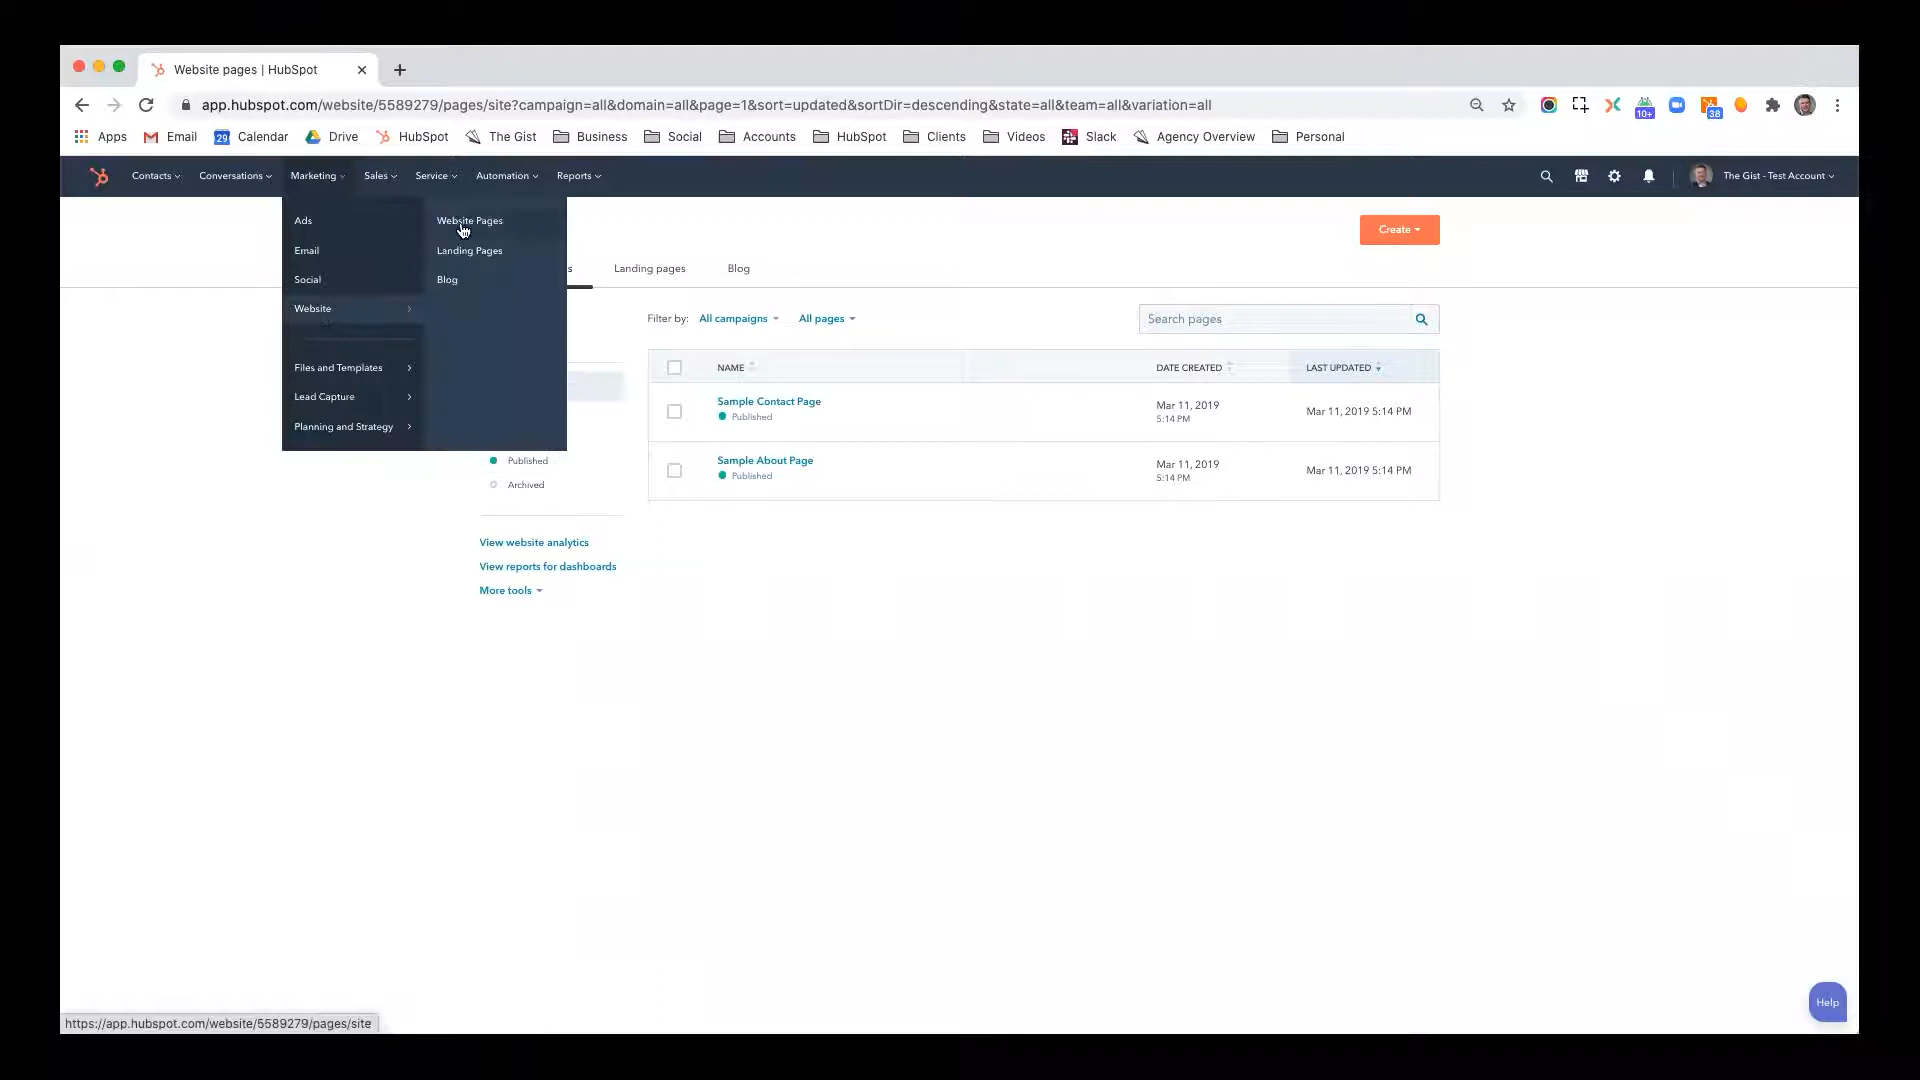 Website pages | HubSpot
app.hubspot.com/website/5589279/pages/site?campaign=all&domain=all&page=1&sort=updated&sortDir=descending&state=all&team=all&variation=all
10+
38
Apps Email 29 Calendar Drive HubSpot The Gist Business Social Accounts HubSpot Clients Videos Slack Agency Overview Personal
Contacts Conversations Marketing Sales Service Automation Reports The Gist - Test Account
Ads
Email
Social
Website
Files and Templates
Lead Capture
Planning and Strategy
Website Pages
Landing Pages
Blog
Create
s Landing pages Blog
Filter by: All campaigns All pages Search pages
NAME DATE CREATED LAST UPDATED
Sample Contact Page
Published
Mar 11, 2019
5:14 PM
Mar 11, 2019 5:14 PM
Sample About Page
Published
Mar 11, 2019
5:14 PM
Mar 11, 2019 5:14 PM
Published
Archived
View website analytics
View reports for dashboards
More tools
Help
https://app.hubspot.com/website/5589279/pages/site